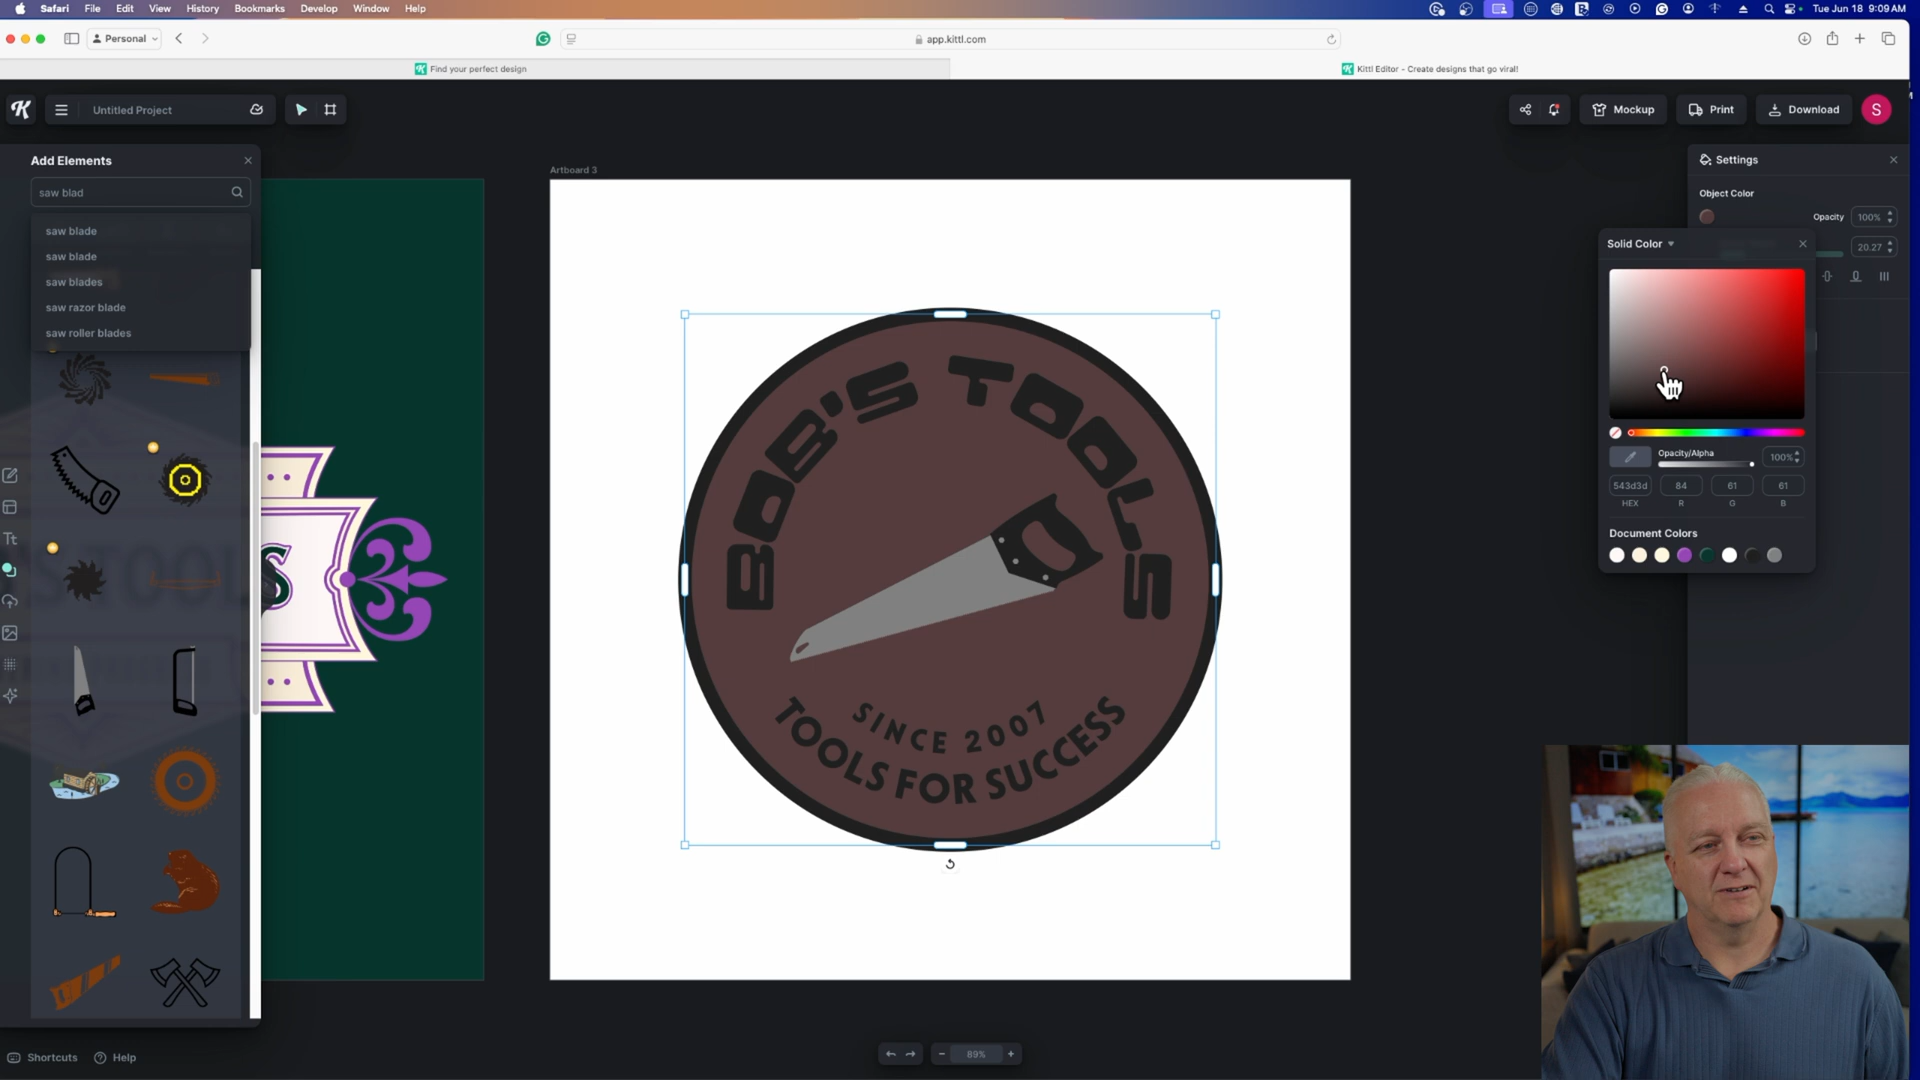 Safari File Edit View History Bookmarks Develop Window Help
Tue Jun 18 9:09 AM
Personal
app.kittl.com
Find your perfect design
Kittl Editor - Create designs that go viral!
Untitled Project
Mockup
Print
Download
S
Add Elements
saw blad
saw blade
saw blade
saw blades
saw razor blade
saw roller blades
Artboard 3
BOB'S TOOLS
SINCE 2007
TOOLS FOR SUCCESS
Settings
Object Color
Opacity 100%
20.27
Solid Color
Opacity/Alpha
100%
543d3d 84 61 61
HEX R G B
Document Colors
Tt
Shortcuts
Help
89%